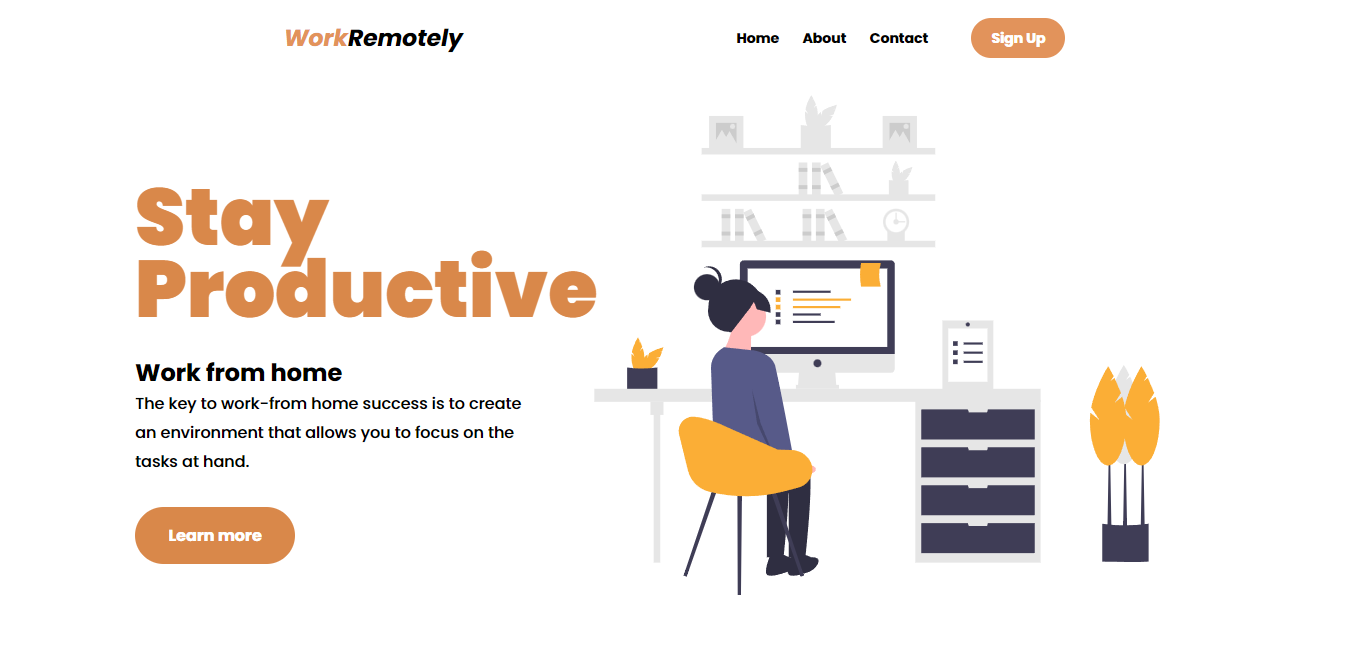 WorkRemotely
Home About Contact Sign Up
Stay
Productive
Work from home
The key to work-from home success is to create
an environment that allows you to focus on the
tasks at hand.
Learn more